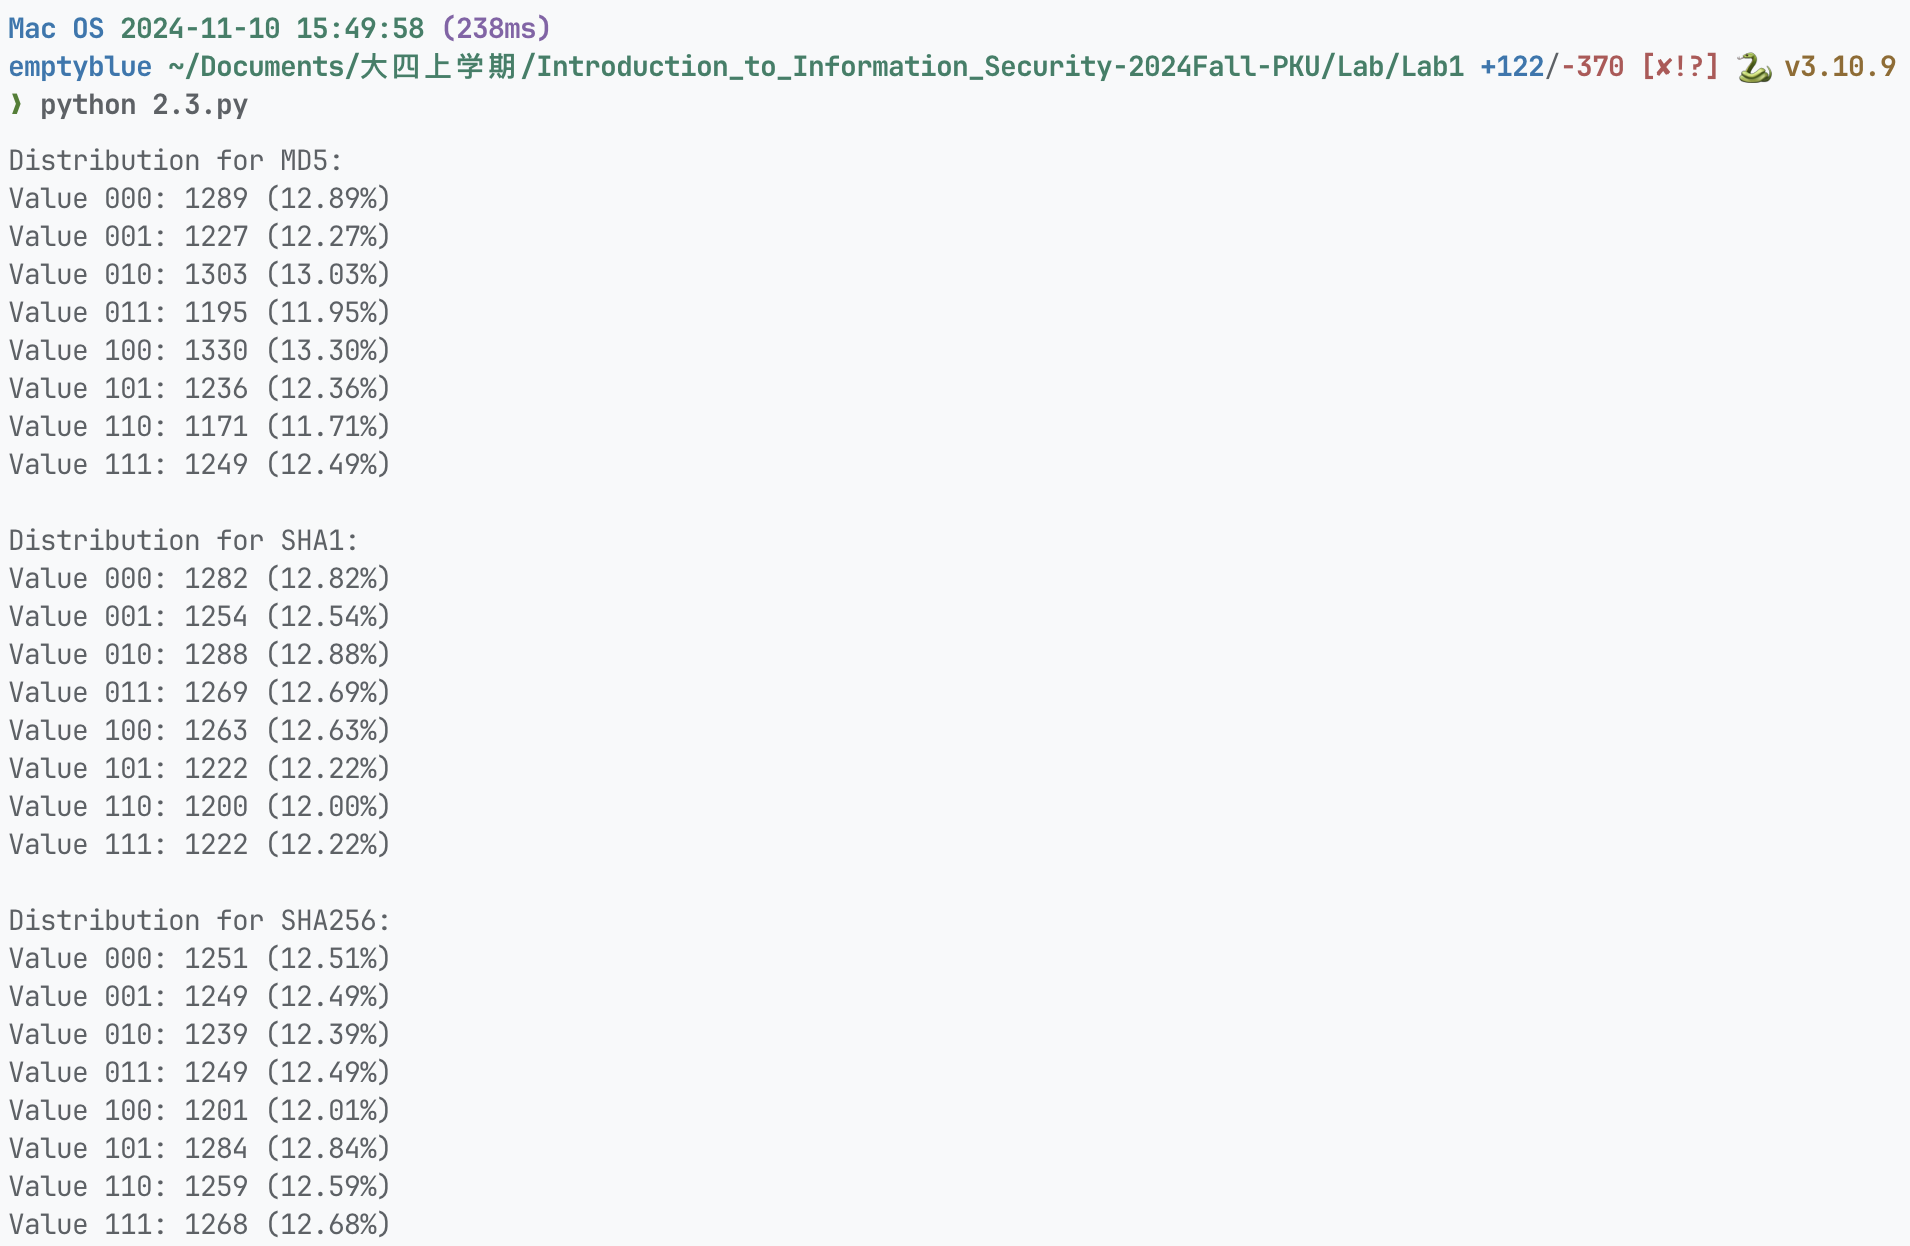 Mac OS 2024-11-10 15:49:58 (238ms)
emptyblue ~/Documents/大四上学期/Introduction_to_Information_Security-2024Fall-PKU/Lab/Lab1 +122/-370 [✘!?] 🐍 v3.10.9
❯ python 2.3.py
Distribution for MD5:
Value 000: 1289 (12.89%)
Value 001: 1227 (12.27%)
Value 010: 1303 (13.03%)
Value 011: 1195 (11.95%)
Value 100: 1330 (13.30%)
Value 101: 1236 (12.36%)
Value 110: 1171 (11.71%)
Value 111: 1249 (12.49%)

Distribution for SHA1:
Value 000: 1282 (12.82%)
Value 001: 1254 (12.54%)
Value 010: 1288 (12.88%)
Value 011: 1269 (12.69%)
Value 100: 1263 (12.63%)
Value 101: 1222 (12.22%)
Value 110: 1200 (12.00%)
Value 111: 1222 (12.22%)

Distribution for SHA256:
Value 000: 1251 (12.51%)
Value 001: 1249 (12.49%)
Value 010: 1239 (12.39%)
Value 011: 1249 (12.49%)
Value 100: 1201 (12.01%)
Value 101: 1284 (12.84%)
Value 110: 1259 (12.59%)
Value 111: 1268 (12.68%)